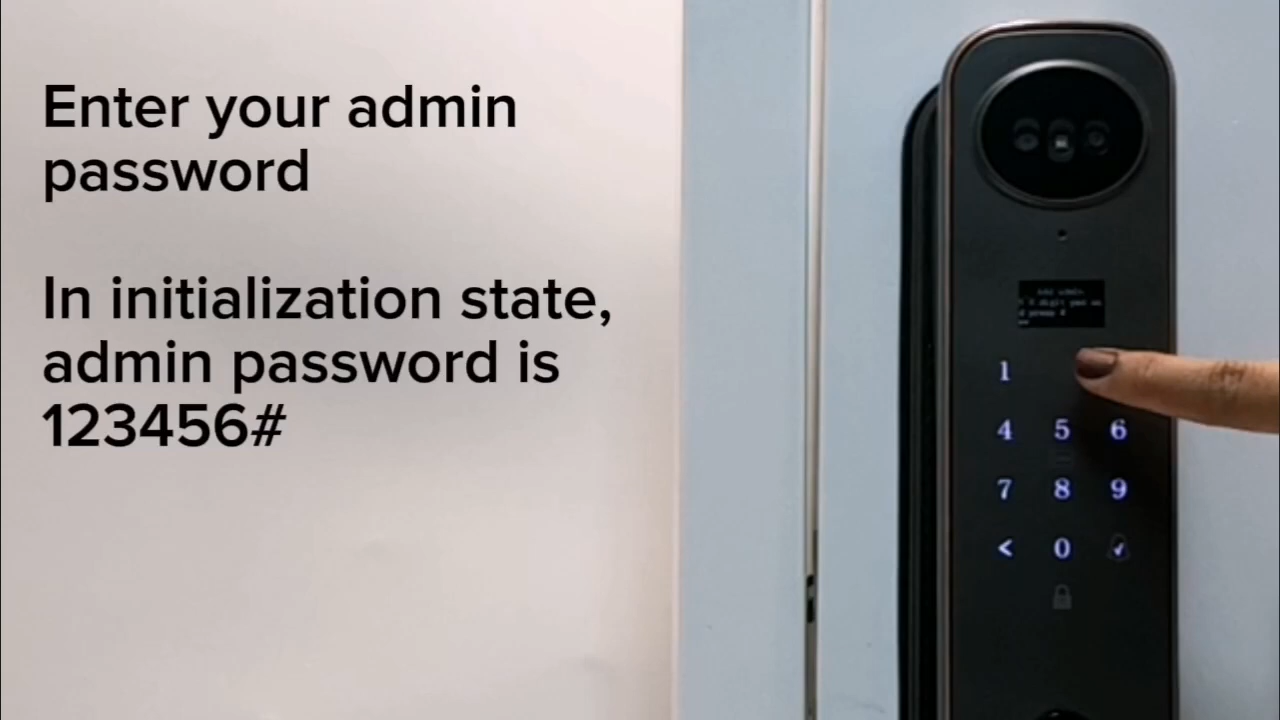 Enter your admin
password
In initialization state,
admin password is
123456#
1
4 5 6
7 8 9
< 0 ✓